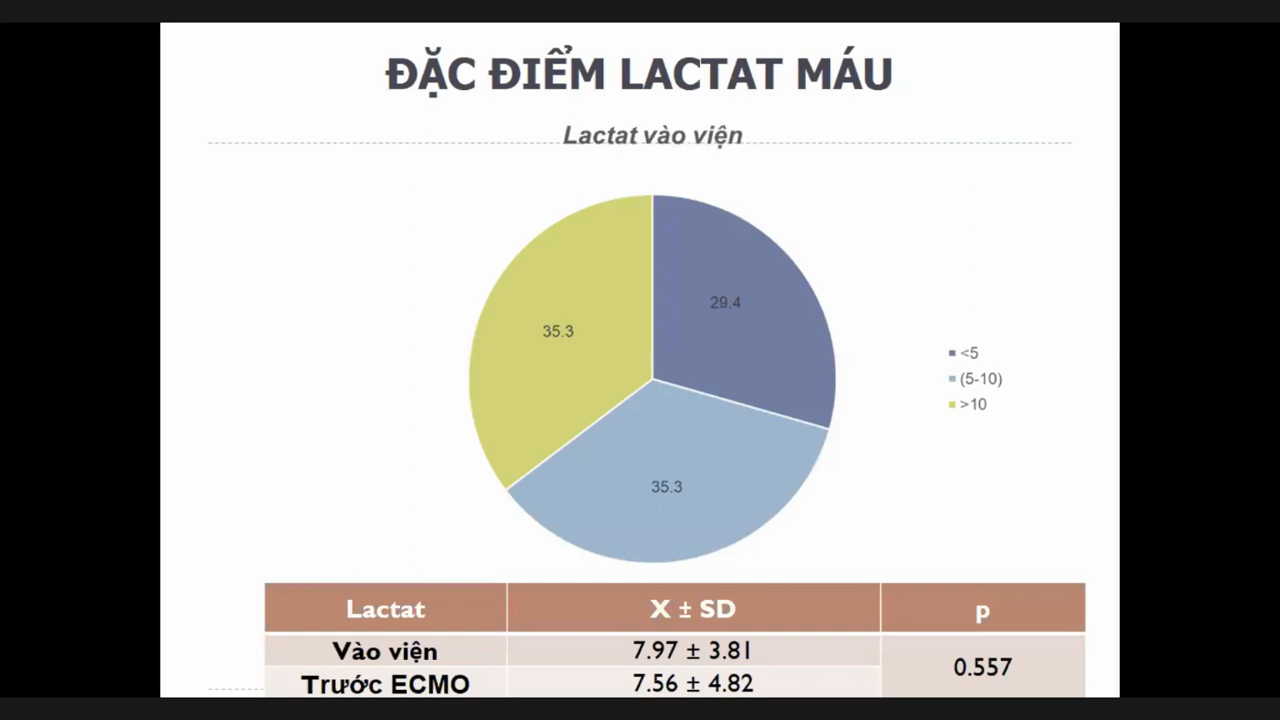 ĐẶC ĐIỂM LACTAT MÁU
Lactat vào viện
29.4
35.3
35.3
<5
(5-10)
>10
Lactat X ± SD p
Vào viện 7.97 ± 3.81 0.557
Trước ECMO 7.56 ± 4.82